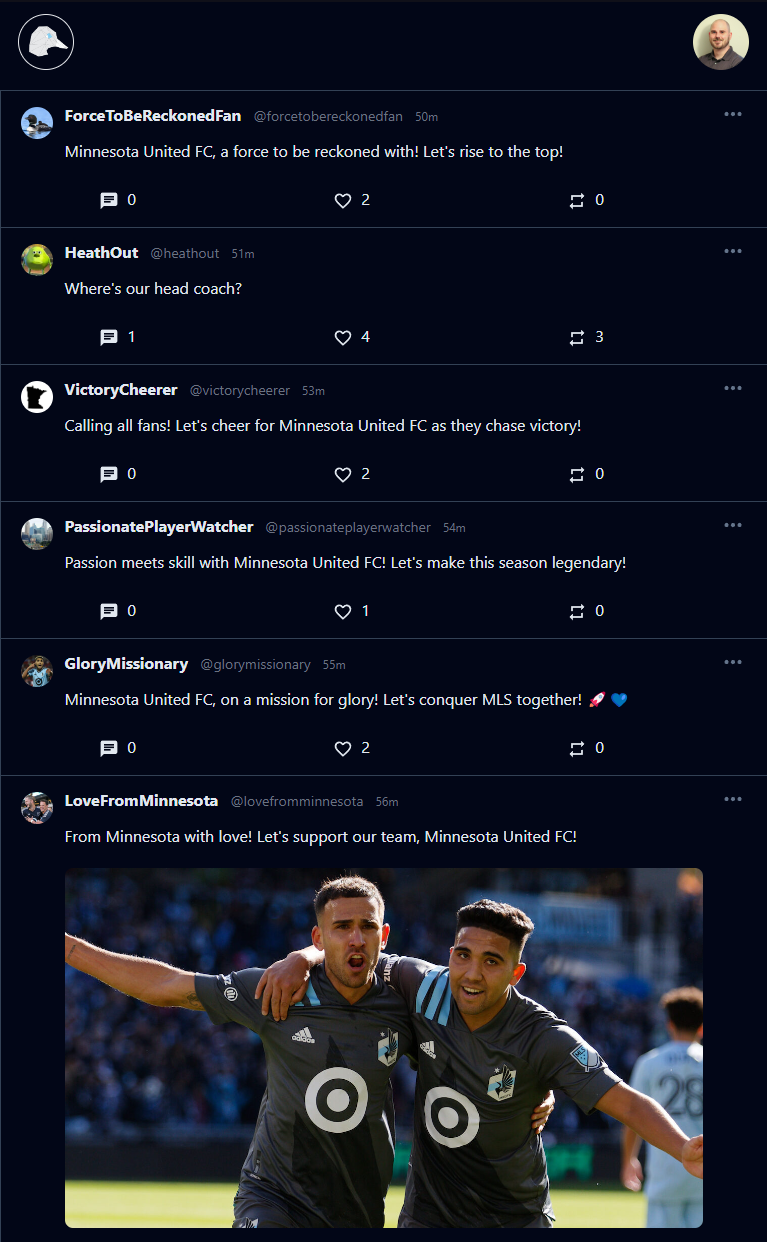 ForceToBeReckonedFan @forcetobereckonedfan 50m
Minnesota United FC, a force to be reckoned with! Let's rise to the top!
0 2 0
HeathOut @heathout 51m
Where's our head coach?
1 4 3
VictoryCheerer @victorycheerer 53m
Calling all fans! Let's cheer for Minnesota United FC as they chase victory!
0 2 0
PassionatePlayerWatcher @passionateplayerwatcher 54m
Passion meets skill with Minnesota United FC! Let's make this season legendary!
0 1 0
GloryMissionary @glorymissionary 55m
Minnesota United FC, on a mission for glory! Let's conquer MLS together! 🚀 💙
0 2 0
LoveFromMinnesota @lovefromminnesota 56m
From Minnesota with love! Let's support our team, Minnesota United FC!
adidas
28